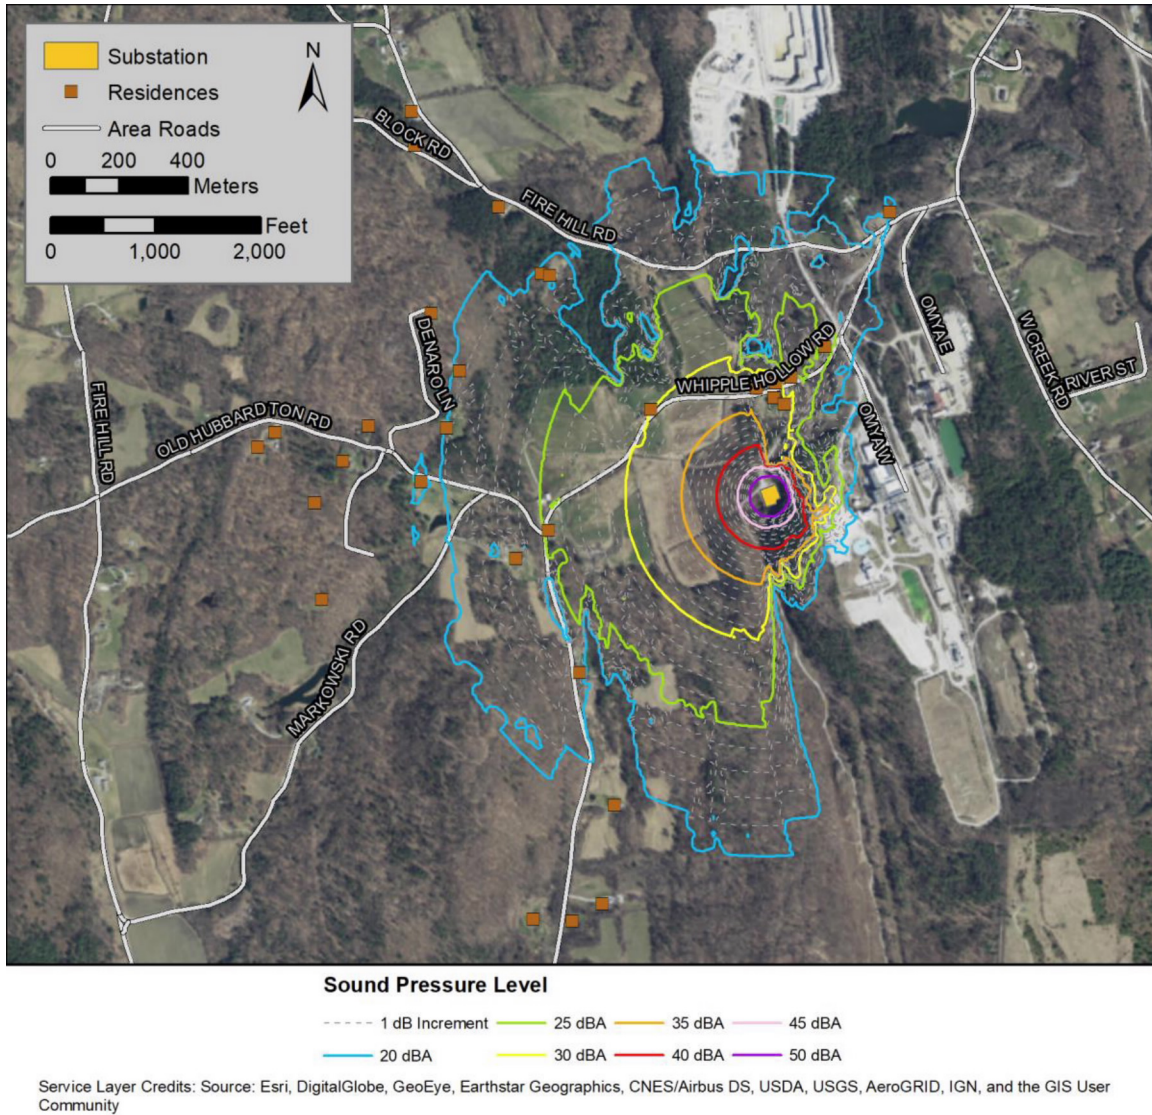 Substation
Residences
Area Roads
N
0 200 400
Meters
Feet
0 1,000 2,000
BLOCK RD
FIRE HILL RD
DENARO LN
OLD HUBBARDTON RD
FIRE HILL RD
MARKOWSKI RD
WHIPPLE HOLLOW RD
OMYA E
OMYA W
W CREEK RD
RIVER ST
Sound Pressure Level
1 dB Increment 25 dBA 35 dBA 45 dBA
20 dBA 30 dBA 40 dBA 50 dBA
Service Layer Credits: Source: Esri, DigitalGlobe, GeoEye, Earthstar Geographics, CNES/Airbus DS, USDA, USGS, AeroGRID, IGN, and the GIS User
Community